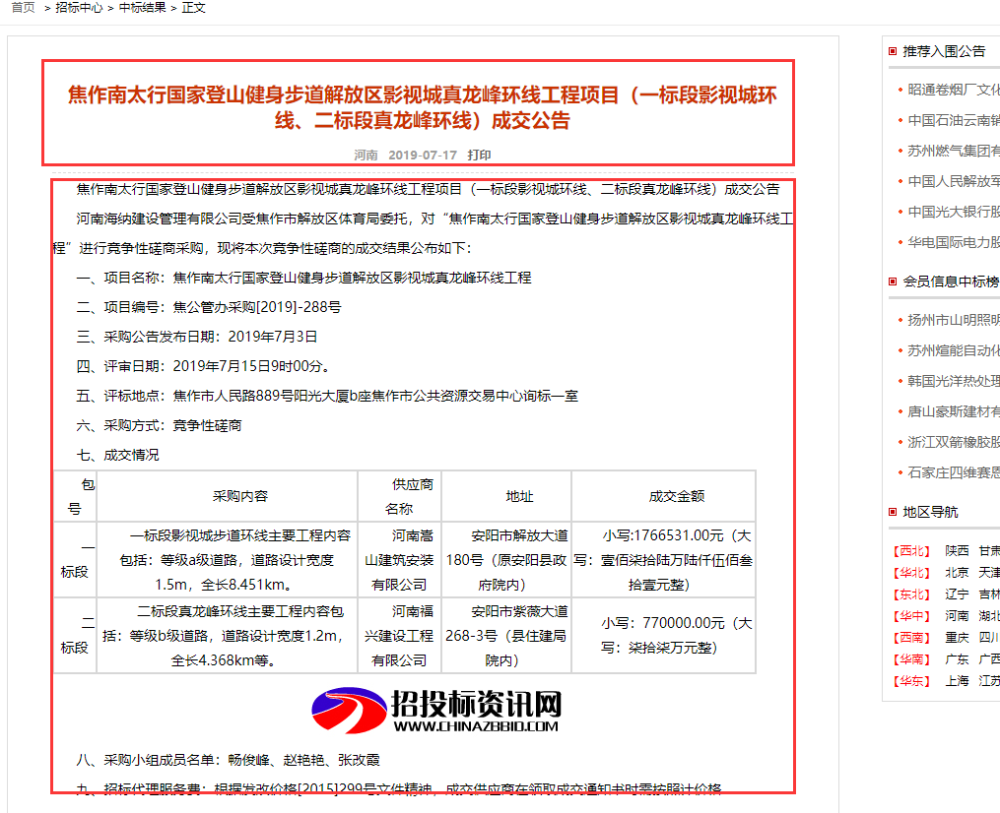 首页 > 招标中心 > 中标结果 > 正文
焦作南太行国家登山健身步道解放区影视城真龙峰环线工程项目（一标段影视城环
线、二标段真龙峰环线）成交公告
河南 2019-07-17 打印
焦作南太行国家登山健身步道解放区影视城真龙峰环线工程项目（一标段影视城环线、二标段真龙峰环线）成交公告
河南海纳建设管理有限公司受焦作市解放区体育局委托，对“焦作南太行国家登山健身步道解放区影视城真龙峰环线工
程”进行竞争性磋商采购，现将本次竞争性磋商的成交结果公布如下：
一、项目名称：焦作南太行国家登山健身步道解放区影视城真龙峰环线工程
二、项目编号：焦公管办采购[2019]-288号
三、采购公告发布日期：2019年7月3日
四、评审日期：2019年7月15日9时00分。
五、评标地点：焦作市人民路889号阳光大厦b座焦作市公共资源交易中心询标一室
六、采购方式：竞争性磋商
七、成交情况
包
号
采购内容
供应商
名称
地址
成交金额
一
标段
一标段影视城步道环线主要工程内容
包括：等级a级道路，道路设计宽度
1.5m，全长8.451km。
河南嵩
山建筑安装
有限公司
安阳市解放大道
180号（原安阳县政
府院内）
小写:1766531.00元（大
写：壹佰柒拾陆万陆仟伍佰叁
拾壹元整）
二
标段
二标段真龙峰环线主要工程内容包
括：等级b级道路，道路设计宽度1.2m，
全长4.368km等。
河南福
兴建设工程
有限公司
安阳市紫薇大道
268-3号（县住建局
院内）
小写：770000.00元（大
写：柒拾柒万元整）
招投标资讯网
WWW.CHINAZBBID.COM
八、采购小组成员名单：畅俊峰、赵艳艳、张改霞
九、招标代理服务费：根据发改价格[2015]299号文件精神，成交供应商在领取成交通知书时需按照计价格
推荐入围公告
昭通卷烟厂文化
中国石油云南销
苏州燃气集团有
中国人民解放军
中国光大银行股
华电国际电力股
会员信息中标榜
扬州市山明照明
苏州煊能自动化
韩国光洋热处理
唐山豪斯建材有
浙江双箭橡胶股
石家庄四维赛恩
地区导航
【西北】 陕西 甘肃
【华北】 北京 天津
【东北】 辽宁 吉林
【华中】 河南 湖北
【西南】 重庆 四川
【华南】 广东 广西
【华东】 上海 江苏